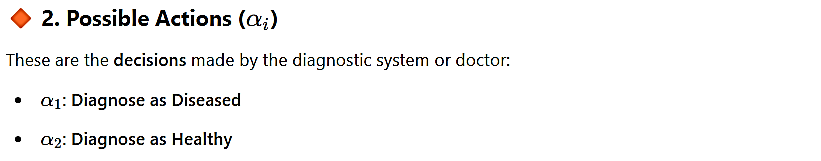 2. Possible Actions (αᵢ)
These are the decisions made by the diagnostic system or doctor:
• α₁: Diagnose as Diseased
• α₂: Diagnose as Healthy